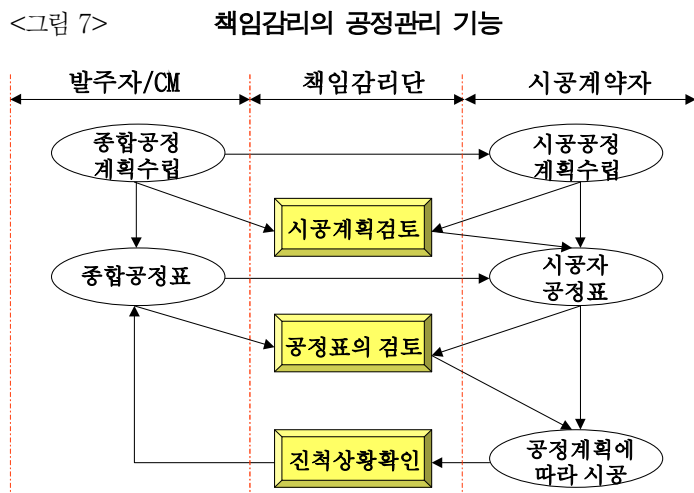 <그림 7> 책임감리의 공정관리 기능
발주자/CM 책임감리단 시공계약자
종합공정
계획수립
시공공정
계획수립
시공계획검토
종합공정표
시공자
공정표
공정표의 검토
진척상황확인
공정계획에
따라 시공